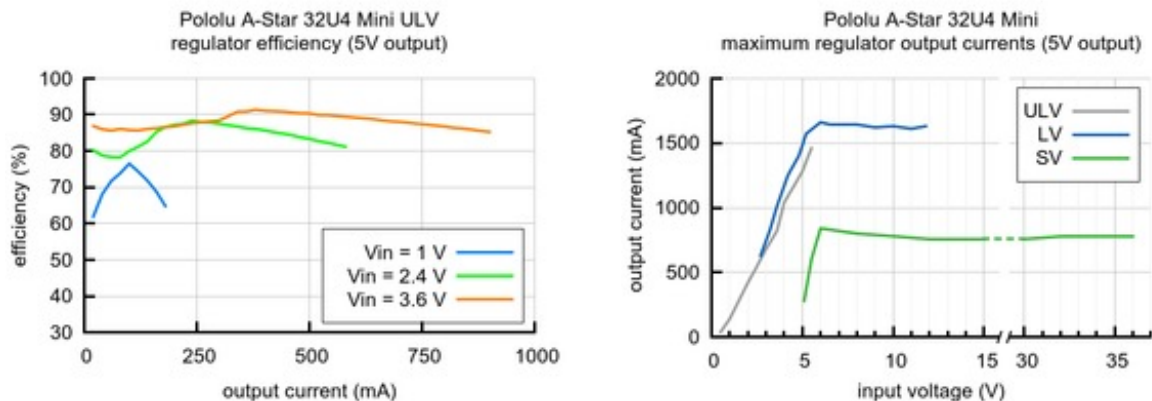 Pololu A-Star 32U4 Mini ULV
regulator efficiency (5V output)
efficiency (%)
100
90
80
70
60
50
40
30
Vin = 1 V
Vin = 2.4 V
Vin = 3.6 V
0 250 500 750 1000
output current (mA)
Pololu A-Star 32U4 Mini
maximum regulator output currents (5V output)
output current (mA)
2000
1500
1000
500
0
ULV
LV
SV
0 5 10 15 30 35
input voltage (V)